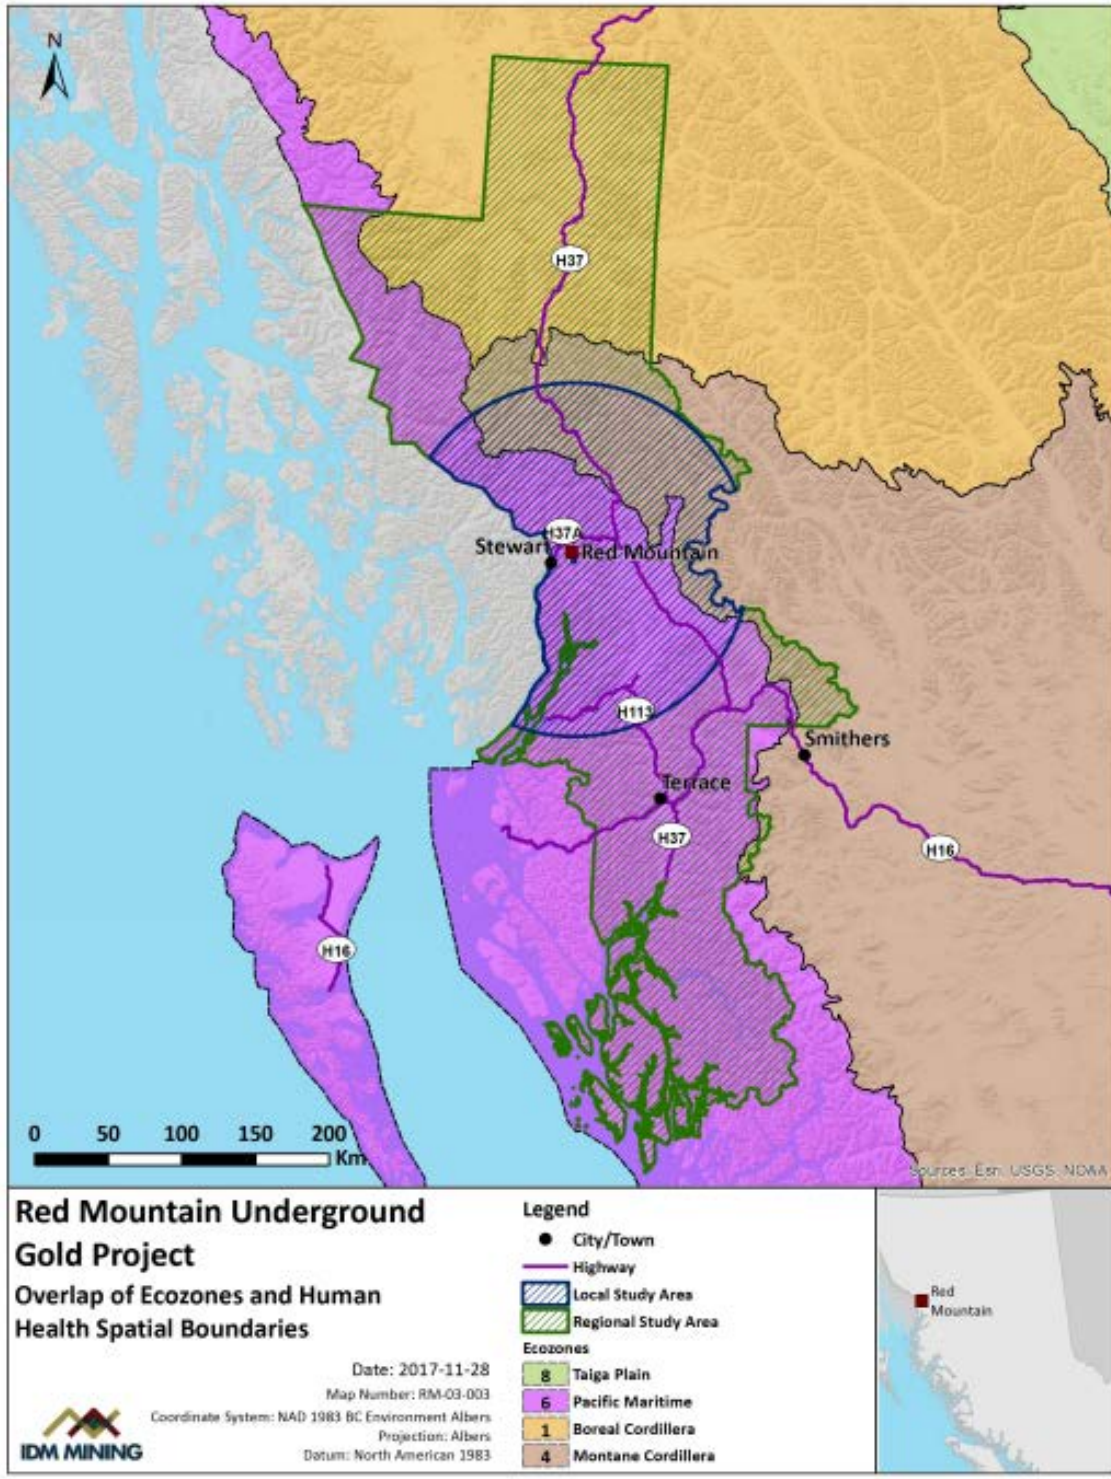 N
H37
H37A
Stewart
Red Mountain
H113
Smithers
Terrace
H37
H16
H16
0 50 100 150 200
Km
Sources: Esri, USGS, NOAA
Red Mountain Underground
Gold Project
Overlap of Ecozones and Human
Health Spatial Boundaries
Date: 2017-11-28
Map Number: RM-03-003
Coordinate System: NAD 1983 BC Environment Albers
Projection: Albers
Datum: North American 1983
IDM MINING
Legend
City/Town
Highway
Local Study Area
Regional Study Area
Ecozones
8 Taiga Plain
6 Pacific Maritime
1 Boreal Cordillera
4 Montane Cordillera
Red
Mountain